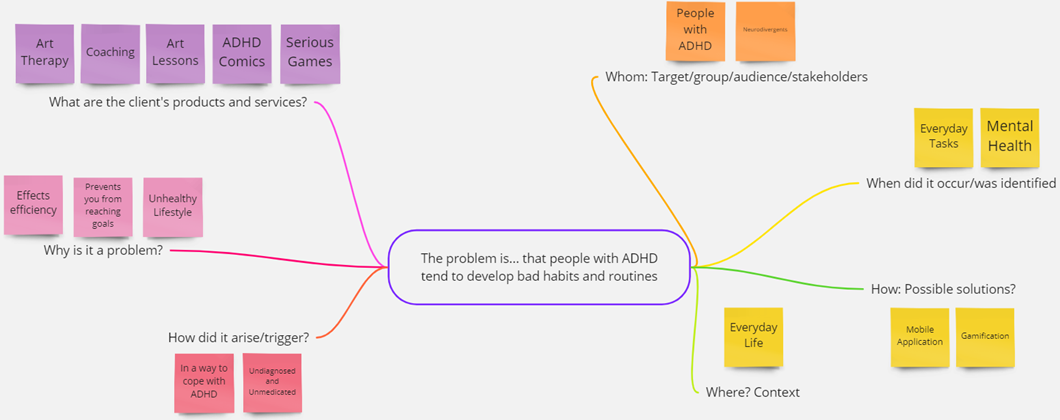 Art
Therapy
Coaching
Art
Lessons
ADHD
Comics
Serious
Games
What are the client's products and services?
Effects
efficiency
Prevents
you from
reaching
goals
Unhealthy
Lifestyle
Why is it a problem?
How did it arise/trigger?
In a way to
cope with
ADHD
Undiagnosed
and
Unmedicated
The problem is... that people with ADHD
tend to develop bad habits and routines
People
with
ADHD
Neurodivergents
Whom: Target/group/audience/stakeholders
Everyday
Tasks
Mental
Health
When did it occur/was identified
How: Possible solutions?
Mobile
Application
Gamification
Everyday
Life
Where? Context